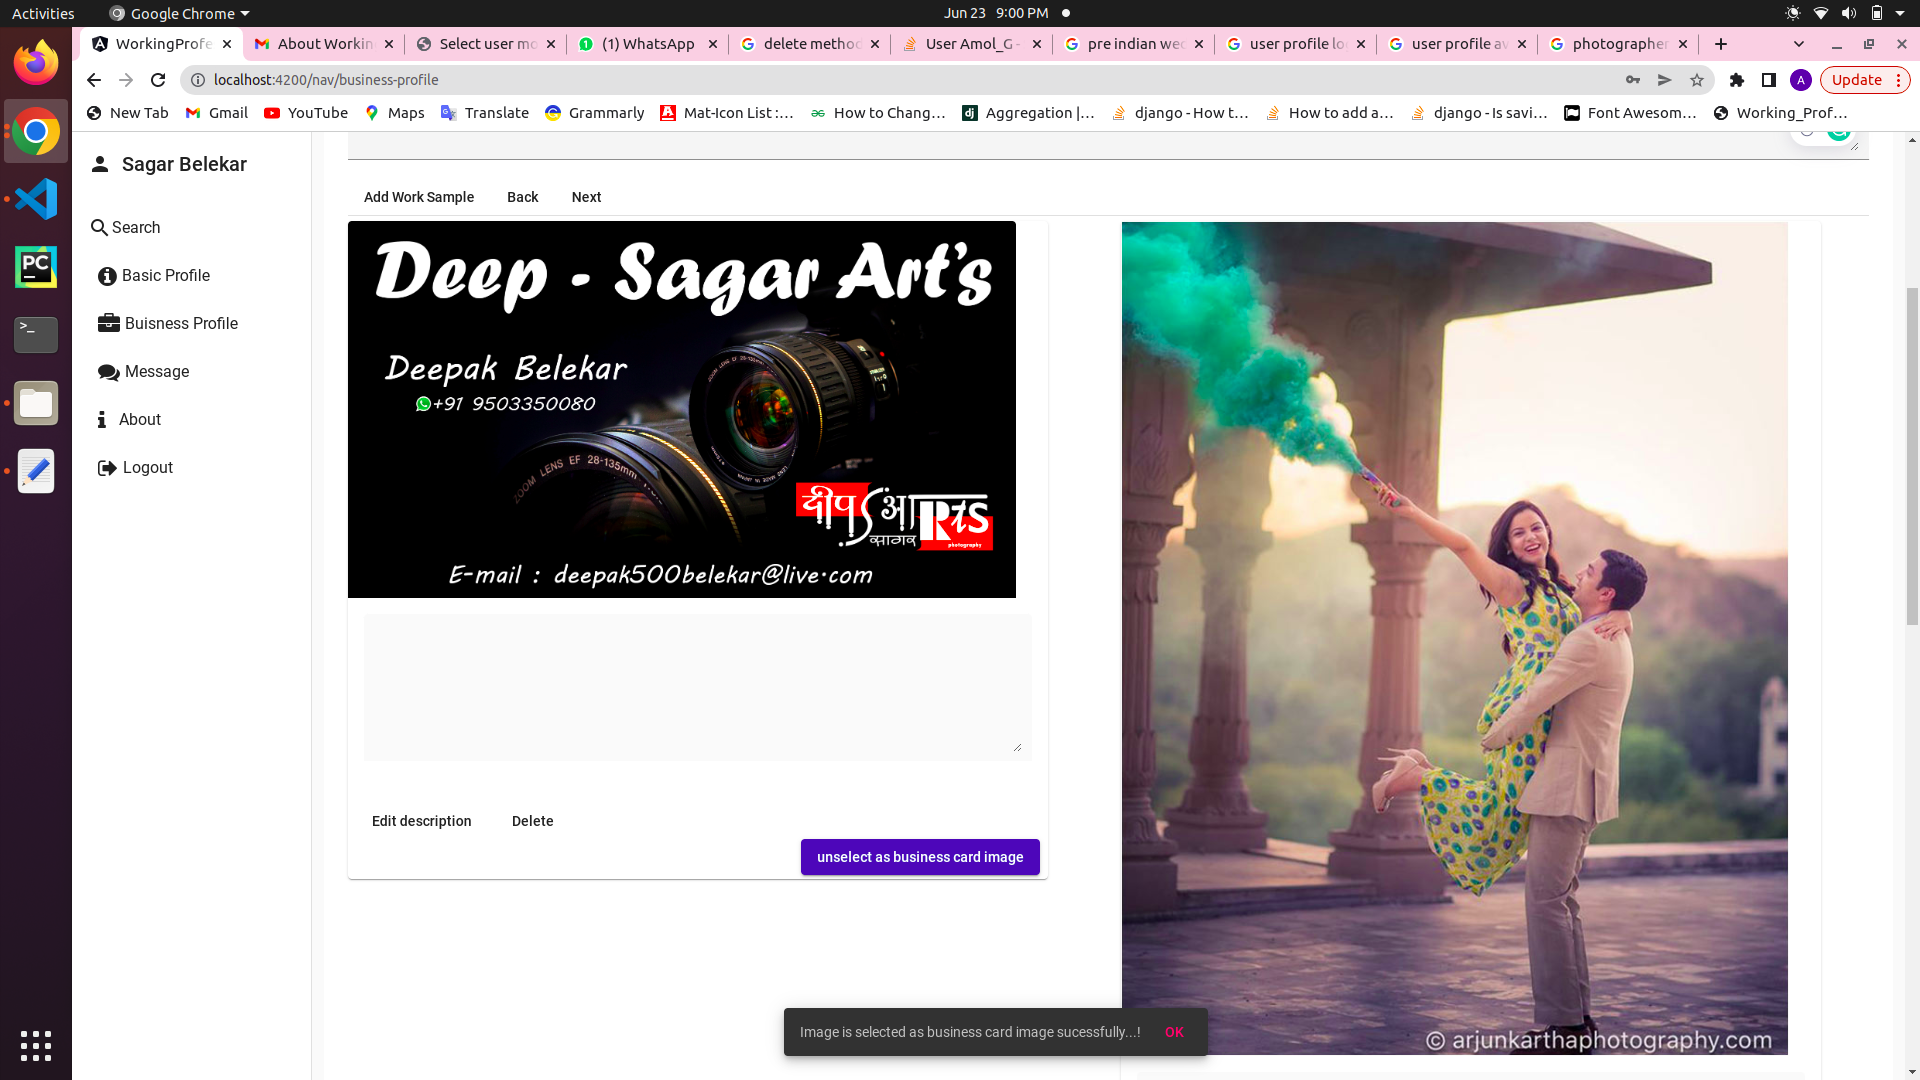 Activities
Google Chrome
Jun 23 9:00 PM
WorkingProfe
About Workin
Select user mo
(1) WhatsApp
delete metho
User Amol_G -
pre indian wed
user profile lo
user profile av
photographer
localhost:4200/nav/business-profile
A
Update
New Tab
Gmail
YouTube
Maps
Translate
Grammarly
Mat-Icon List :…
How to Chang…
Aggregation |…
django - How t…
How to add a…
django - Is savi…
Font Awesom…
Working_Prof…
Sagar Belekar
Search
Basic Profile
Buisness Profile
Message
About
Logout
Add Work Sample
Back
Next
Deep - Sagar Art's
Deepak Belekar
+91 9503350080
ZOOM LENS EF 28-135mm
दीप S आ Rts
सागर
photography
E-mail : deepak500belekar@live.com
Edit description
Delete
unselect as business card image
© arjunkarthaphotography.com
Image is selected as business card image sucessfully...!
OK